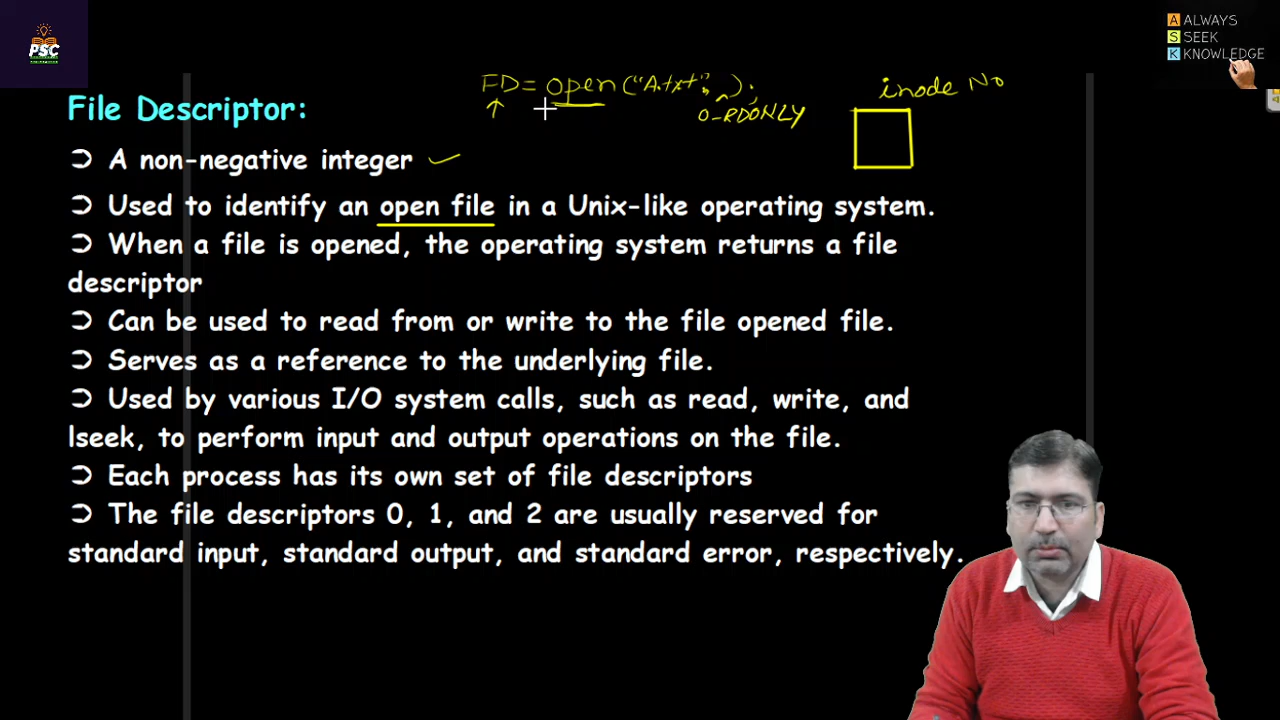 PSC
A ALWAYS
S SEEK
K KNOWLEDGE
FD = open("A.txt", );
O-RDONLY
inode No
File Descriptor:
⊃ A non-negative integer
⊃ Used to identify an open file in a Unix-like operating system.
⊃ When a file is opened, the operating system returns a file
descriptor
⊃ Can be used to read from or write to the file opened file.
⊃ Serves as a reference to the underlying file.
⊃ Used by various I/O system calls, such as read, write, and
lseek, to perform input and output operations on the file.
⊃ Each process has its own set of file descriptors
⊃ The file descriptors 0, 1, and 2 are usually reserved for
standard input, standard output, and standard error, respectively.